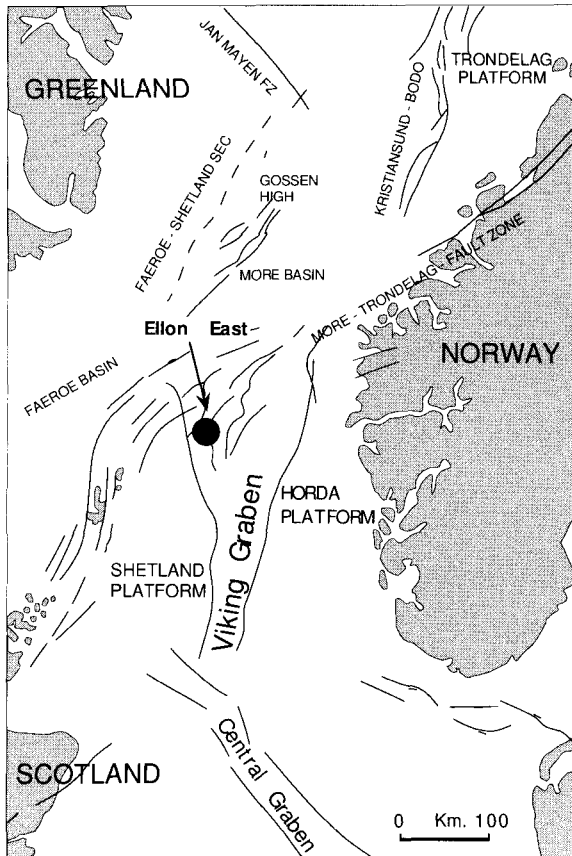 JAN MAYEN FZ
TRONDELAG
PLATFORM
GREENLAND
KRISTIANSUND - BODO
FAEROE - SHETLAND SEC
GOSSEN
HIGH
MORE BASIN
MORE - TRONDELAG - FAULT ZONE
Ellon East
FAEROE BASIN
NORWAY
HORDA
PLATFORM
Viking Graben
SHETLAND
PLATFORM
Central Graben
SCOTLAND
0 Km. 100